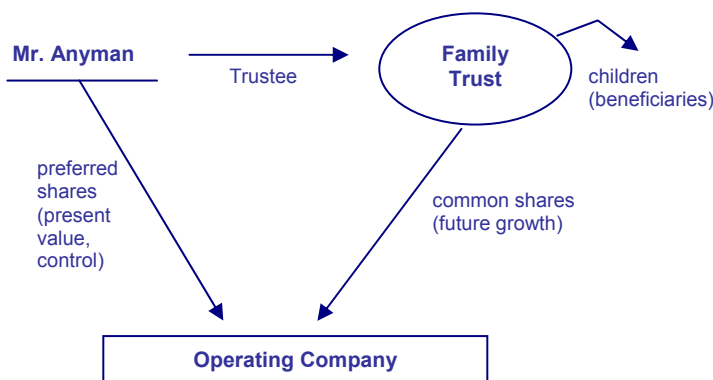 Mr. Anyman
Trustee
Family
Trust
children
(beneficiaries)
preferred
shares
(present
value,
control)
common shares
(future growth)
Operating Company